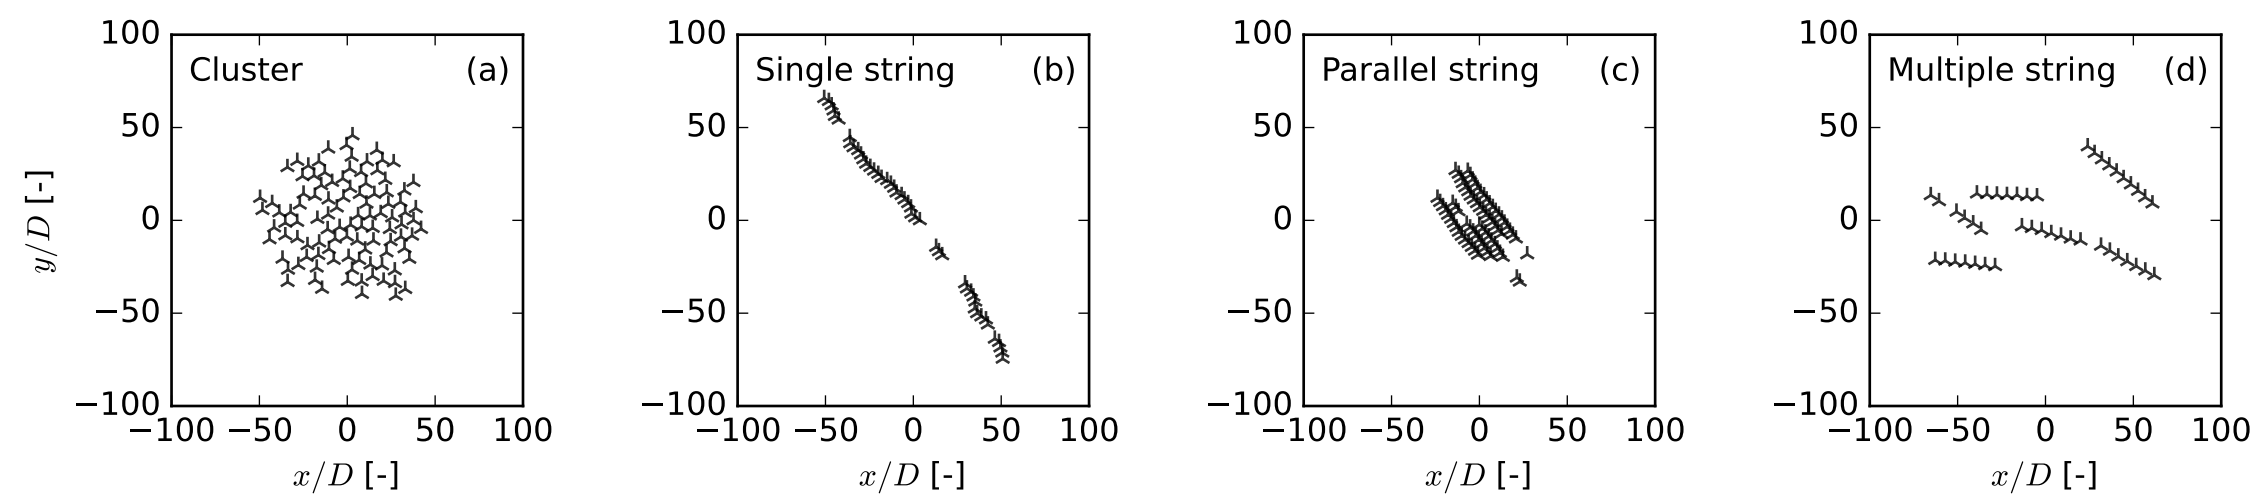 y/D [-]
100
50
0
−50
−100
Cluster
(a)
−100 −50 0 50 100
x/D [-]
100
50
0
−50
−100
Single string
(b)
−100 −50 0 50 100
x/D [-]
100
50
0
−50
−100
Parallel string
(c)
−100 −50 0 50 100
x/D [-]
100
50
0
−50
−100
Multiple string
(d)
−100 −50 0 50 100
x/D [-]